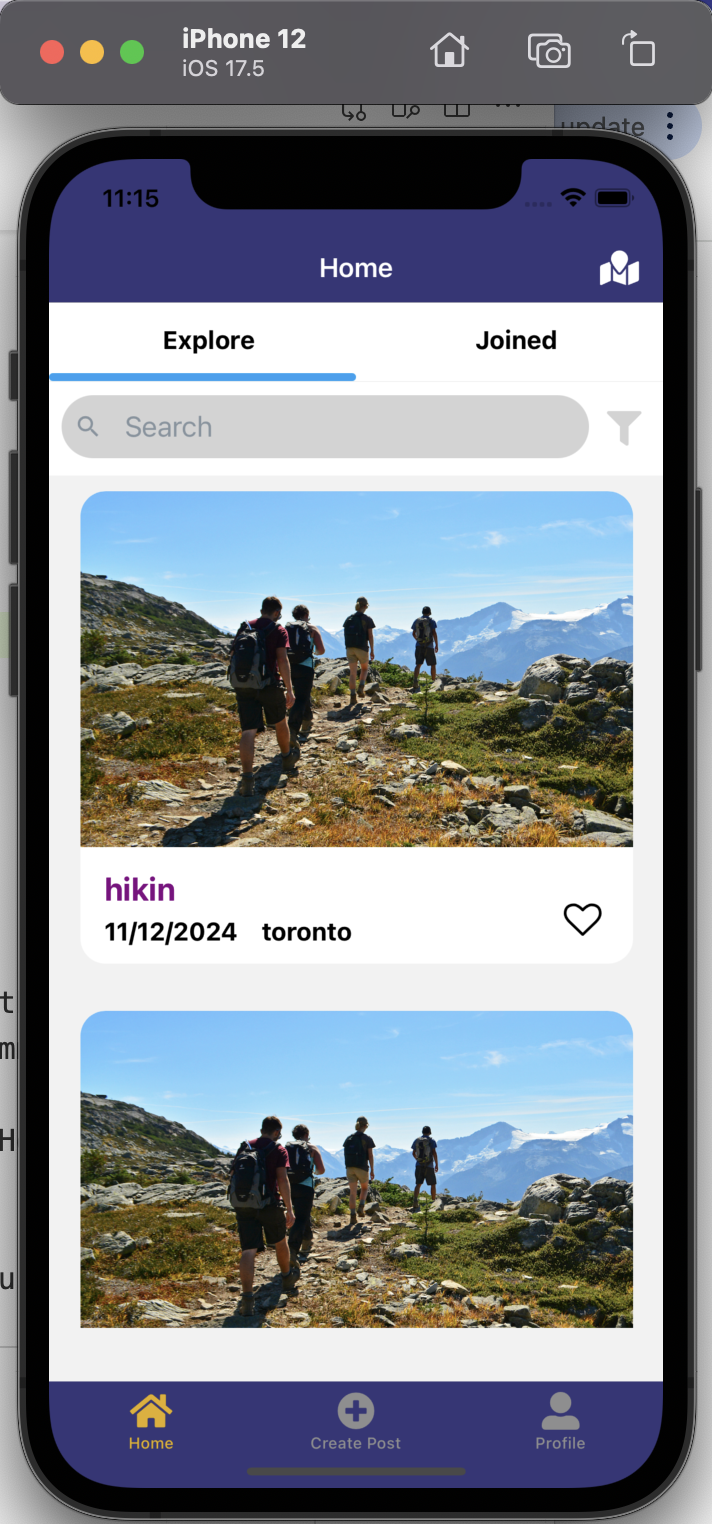 iPhone 12
iOS 17.5
update
11:15
Home
Explore Joined
Search
hikin
11/12/2024 toronto
Home Create Post Profile